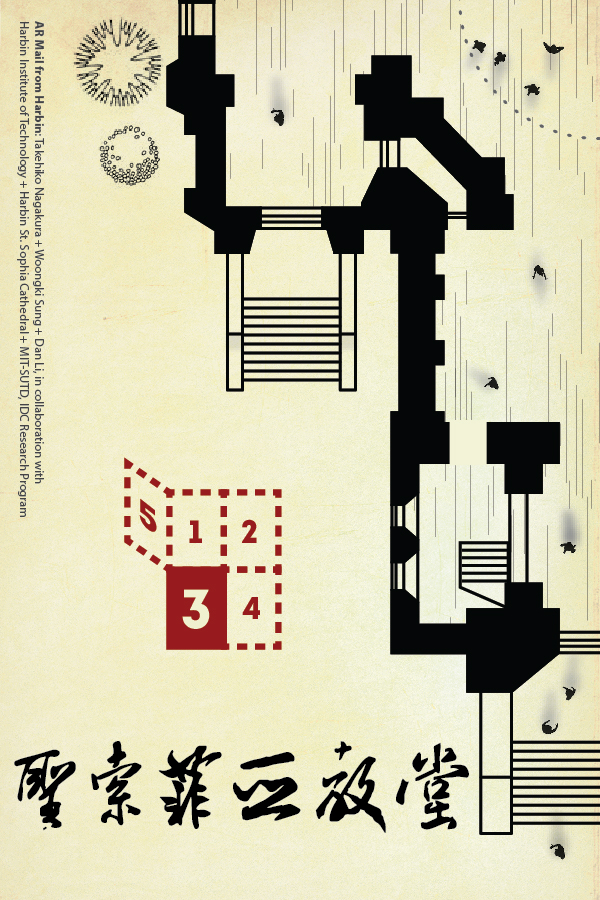 AR Mail from Harbin: Takehiko Nagakura + Woongki Sung + Dan Li, in collaboration with
Harbin Institute of Technology + Harbin St. Sophia Cathedral + MIT-SUTD, IDC Research Program
5
1
2
3
4
聖索菲亞教堂